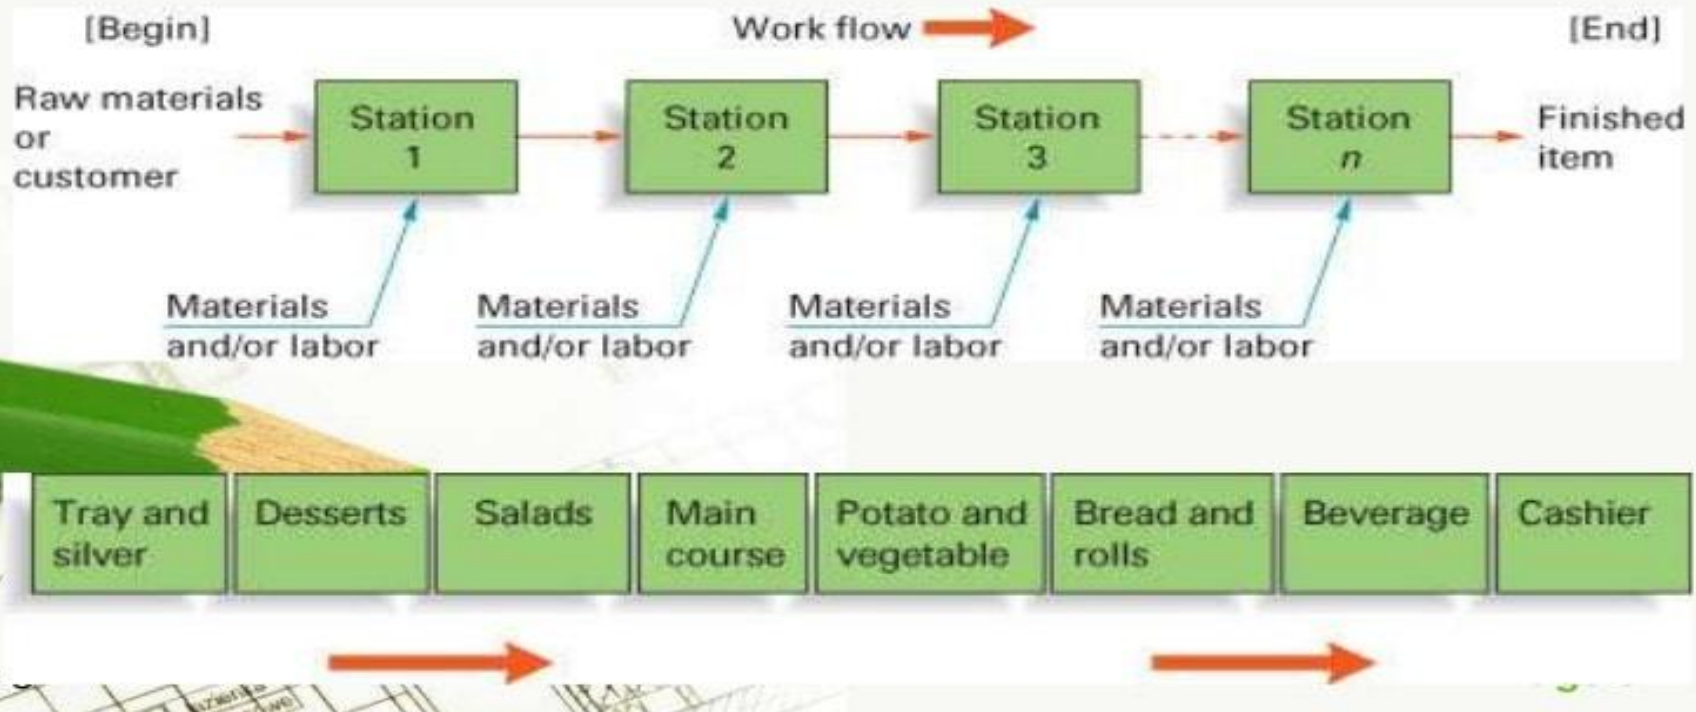 [Begin]
Work flow
[End]
Raw materials
or
customer
Station
1
Station
2
Station
3
Station
n
Finished
item
Materials
and/or labor
Materials
and/or labor
Materials
and/or labor
Materials
and/or labor
Tray and
silver
Desserts
Salads
Main
course
Potato and
vegetable
Bread and
rolls
Beverage
Cashier